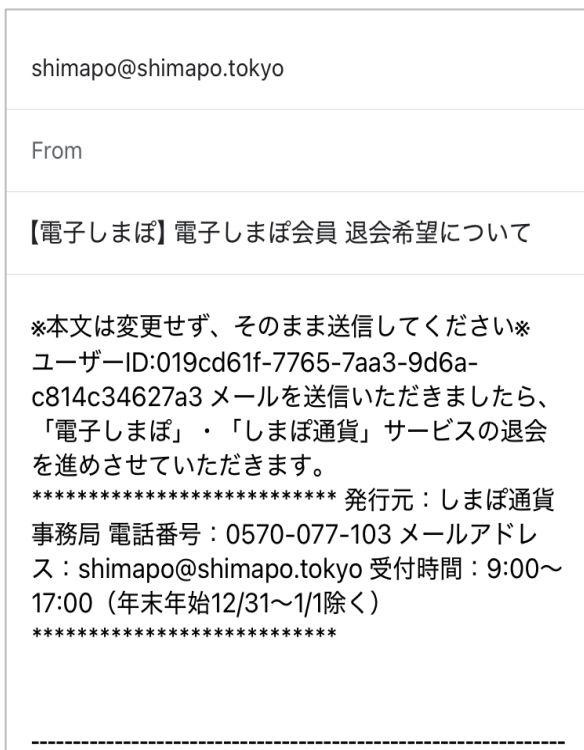 shimapo@shimapo.tokyo
From
【電子しまぽ】 電子しまぽ会員 退会希望について
※本文は変更せず、そのまま送信してください※
ユーザーID:019cd61f-7765-7aa3-9d6a-
c814c34627a3 メールを送信いただきましたら、
「電子しまぽ」・「しまぽ通貨」サービスの退会
を進めさせていただきます。
*************************** 発行元：しまぽ通貨
事務局 電話番号：0570-077-103 メールアドレ
ス：shimapo@shimapo.tokyo 受付時間：9:00〜
17:00（年末年始12/31〜1/1除く）
***************************
----------------------------------------------------------------